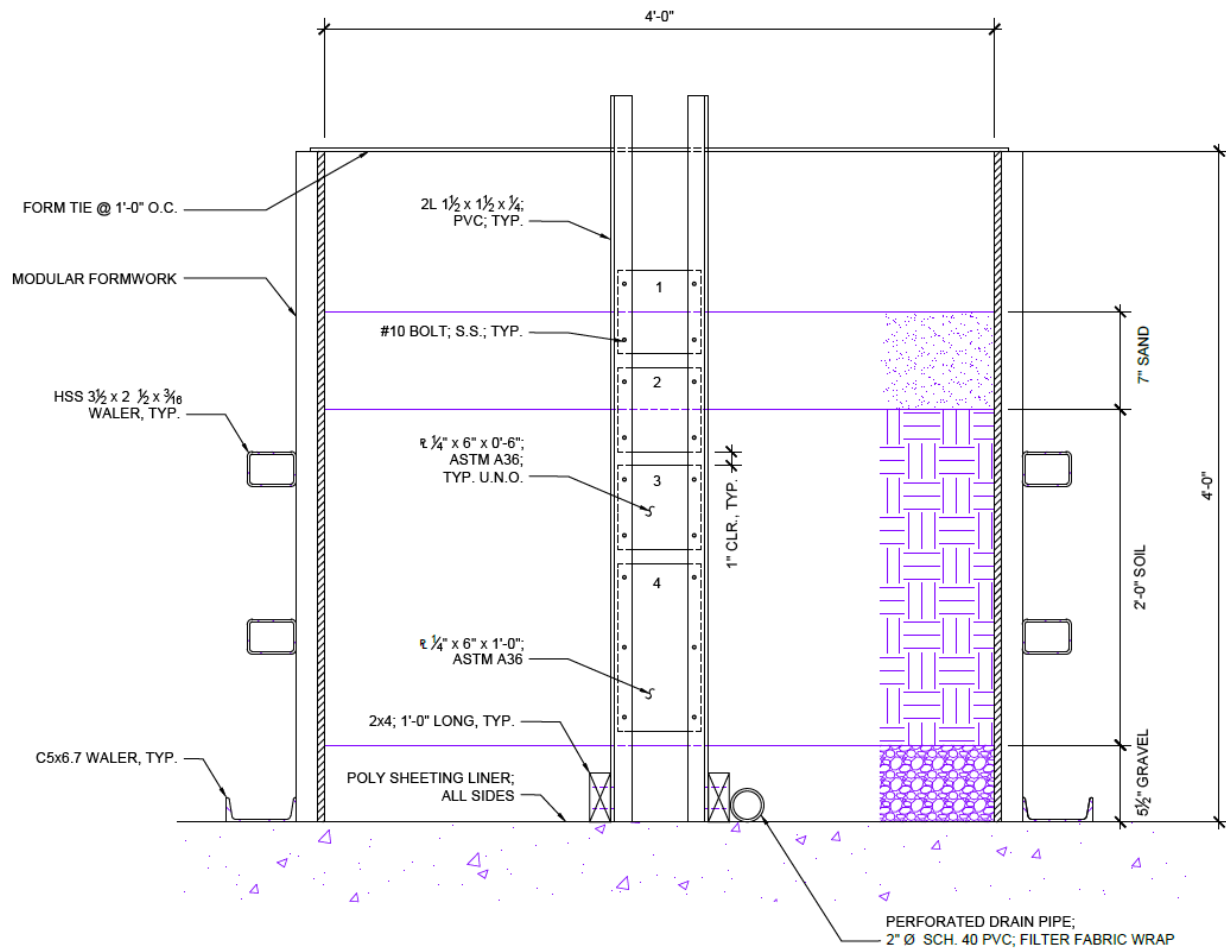 4'-0"
FORM TIE @ 1'-0" O.C.
2L 1½ x 1½ x ¼;
PVC; TYP.
MODULAR FORMWORK
1
#10 BOLT; S.S.; TYP.
7" SAND
2
HSS 3½ x 2 ½ x 3⁄16
WALER, TYP.
℄ ¼" x 6" x 0'-6";
ASTM A36;
TYP. U.N.O.
3
1" CLR., TYP.
4'-0"
2'-0" SOIL
4
℄ ¼" x 6" x 1'-0";
ASTM A36
2x4; 1'-0" LONG, TYP.
C5x6.7 WALER, TYP.
POLY SHEETING LINER;
ALL SIDES
5½" GRAVEL
PERFORATED DRAIN PIPE;
2" Ø SCH. 40 PVC; FILTER FABRIC WRAP